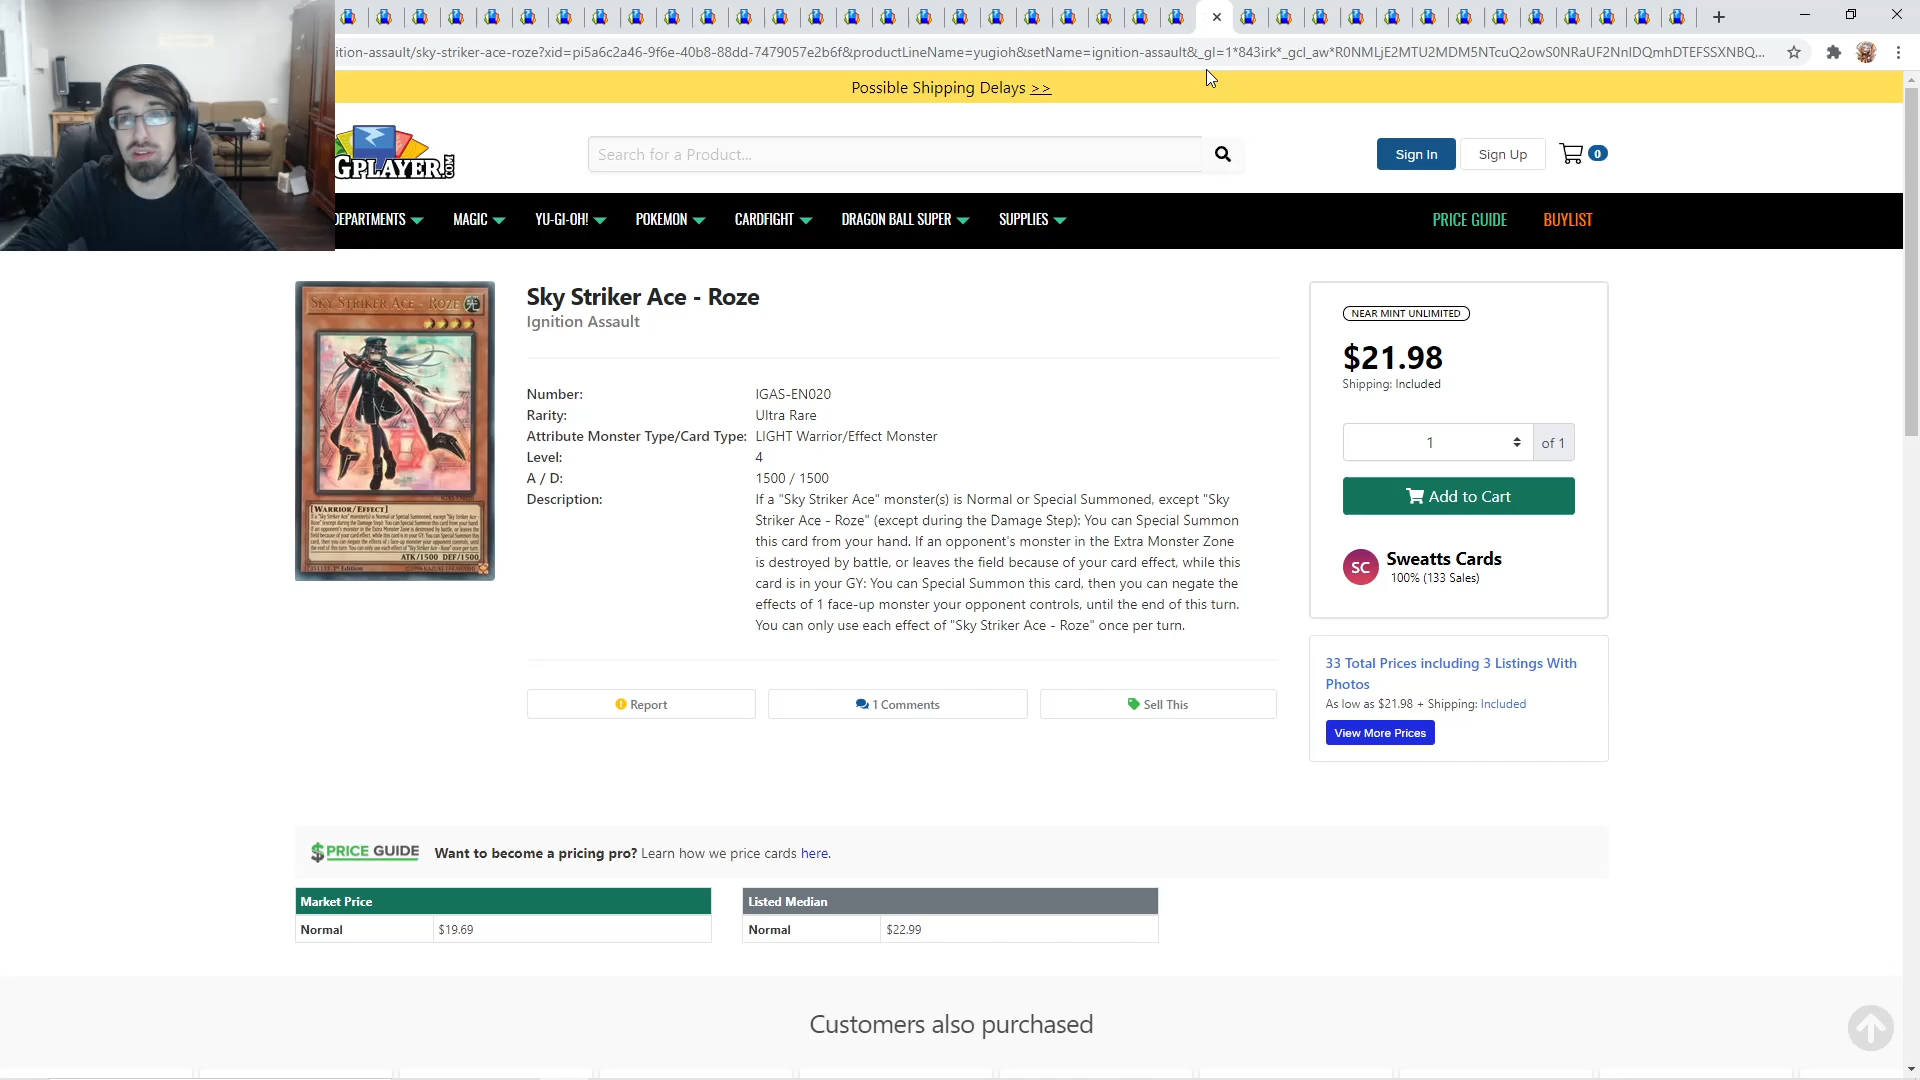 ition-assault/sky-striker-ace-roze?xid=pi5a6c2a46-9f6e-40b8-88dd-7479057e2b6f&productLineName=yugioh&setName=ignition-assault&_gl=1*843irk*_gcl_aw*R0NMLjE2MTU2MDM5NTcuQ2owS0NRaUF2NnlDQmhDTEFSSXNBQ...
Possible Shipping Delays >>
GPLAYER.COM
Search for a Product...
Sign In
Sign Up
0
DEPARTMENTS
MAGIC
YU-GI-OH!
POKEMON
CARDFIGHT
DRAGON BALL SUPER
SUPPLIES
PRICE GUIDE
BUYLIST
SKY STRIKER ACE - ROZE
IGAS-EN020
[WARRIOR/EFFECT]
ATK/1500 DEF/1500
Sky Striker Ace - Roze
Ignition Assault
Number: IGAS-EN020
Rarity: Ultra Rare
Attribute Monster Type/Card Type: LIGHT Warrior/Effect Monster
Level: 4
A / D: 1500 / 1500
Description: If a "Sky Striker Ace" monster(s) is Normal or Special Summoned, except "Sky
Striker Ace - Roze" (except during the Damage Step): You can Special Summon
this card from your hand. If an opponent's monster in the Extra Monster Zone
is destroyed by battle, or leaves the field because of your card effect, while this
card is in your GY: You can Special Summon this card, then you can negate the
effects of 1 face-up monster your opponent controls, until the end of this turn.
You can only use each effect of "Sky Striker Ace - Roze" once per turn.
Report
1 Comments
Sell This
NEAR MINT UNLIMITED
$21.98
Shipping: Included
1
of 1
Add to Cart
SC
Sweatts Cards
100% (133 Sales)
33 Total Prices including 3 Listings With
Photos
As low as $21.98 + Shipping: Included
View More Prices
$PRICE GUIDE
Want to become a pricing pro? Learn how we price cards here.
Market Price
Normal $19.69
Listed Median
Normal $22.99
Customers also purchased